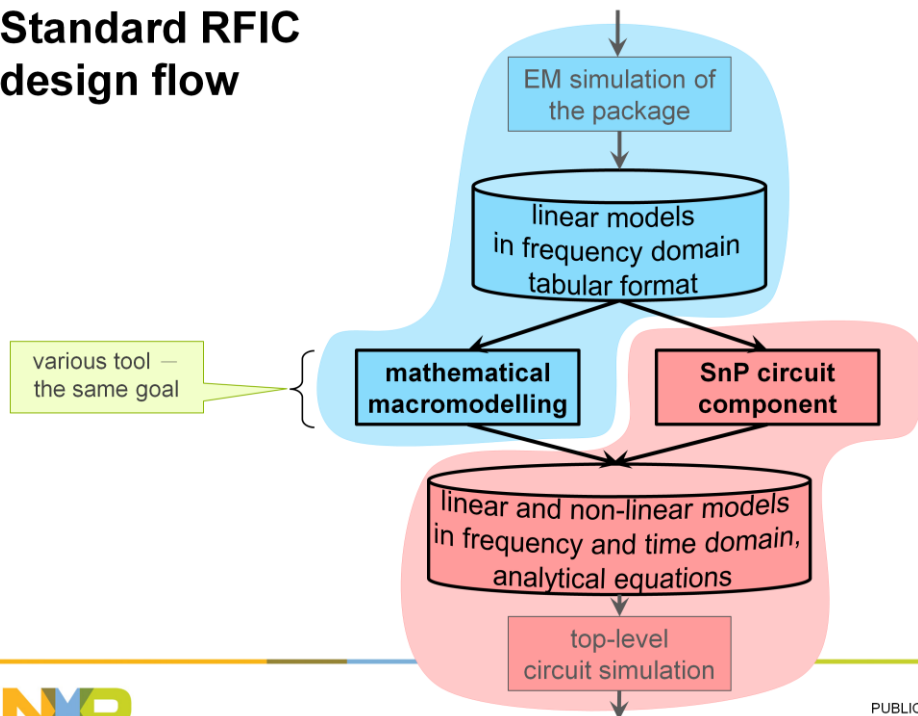 Standard RFIC
design flow
EM simulation of
the package
linear models
in frequency domain
tabular format
various tool —
the same goal
mathematical
macromodelling
SnP circuit
component
linear and non-linear models
in frequency and time domain,
analytical equations
top-level
circuit simulation
NXP
PUBLIC